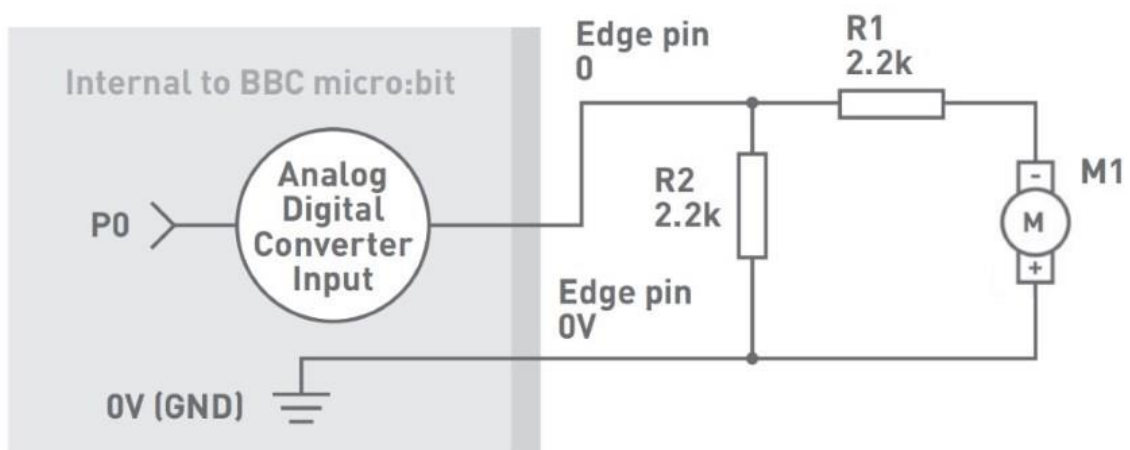 Internal to BBC micro:bit
P0
Analog
Digital
Converter
Input
0V (GND)
Edge pin
0
Edge pin
0V
R1
2.2k
R2
2.2k
-
M
+
M1